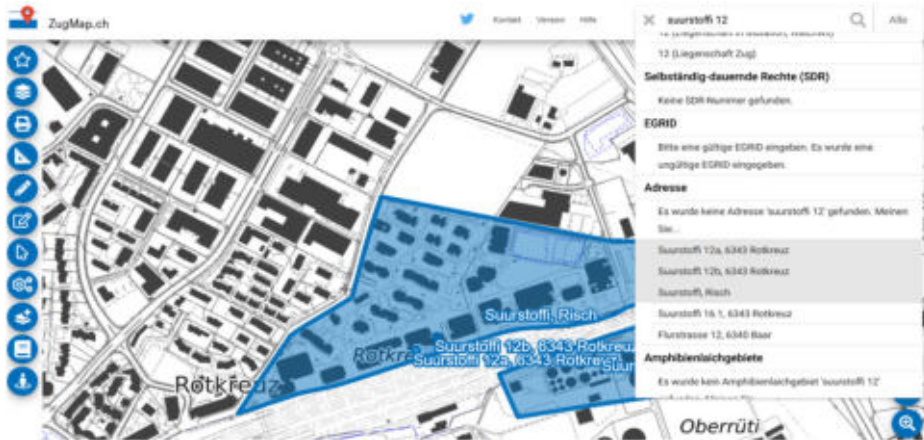 ZugMap.ch
Kontakt
Version
Hilfe
suurstoffi 12
Alle
12 (Liegenschaft Zug)
Selbständig-dauernde Rechte (SDR)
Keine SDR-Nummer gefunden.
EGRID
Bitte eine gültige EGRID eingeben. Es wurde eine
ungültige EGRID eingegeben.
Adresse
Es wurde keine Adresse 'suurstoffi 12' gefunden. Meinen
Sie...
Suurstoffi 12a, 6343 Rotkreuz
Suurstoffi 12b, 6343 Rotkreuz
Suurstoffi, Risch
Suurstoffi 16.1, 6343 Rotkreuz
Flurstrasse 12, 6340 Baar
Amphibienlaichgebiete
Es wurde kein Amphibienlaichgebiet 'suurstoffi 12'
Suurstoffi, Risch
Suurstoffi 12b, 6343 Rotkreuz
Suurstoffi 12a, 6343 Rotkreuz
Suur
Rotkreuz
Oberrüti